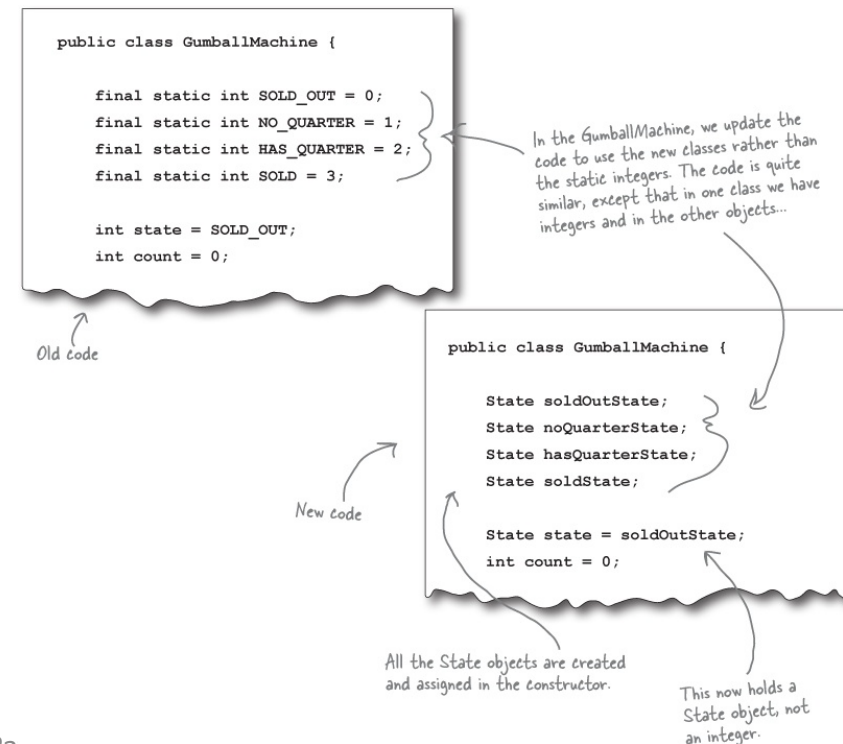 public class GumballMachine {
final static int SOLD_OUT = 0;
final static int NO_QUARTER = 1;
final static int HAS_QUARTER = 2;
final static int SOLD = 3;
int state = SOLD_OUT;
int count = 0;
In the GumballMachine, we update the
code to use the new classes rather than
the static integers. The code is quite
similar, except that in one class we have
integers and in the other objects...
Old code
public class GumballMachine {
State soldOutState;
State noQuarterState;
State hasQuarterState;
State soldState;
State state = soldOutState;
int count = 0;
New code
All the State objects are created
and assigned in the constructor.
This now holds a
State object, not
an integer.